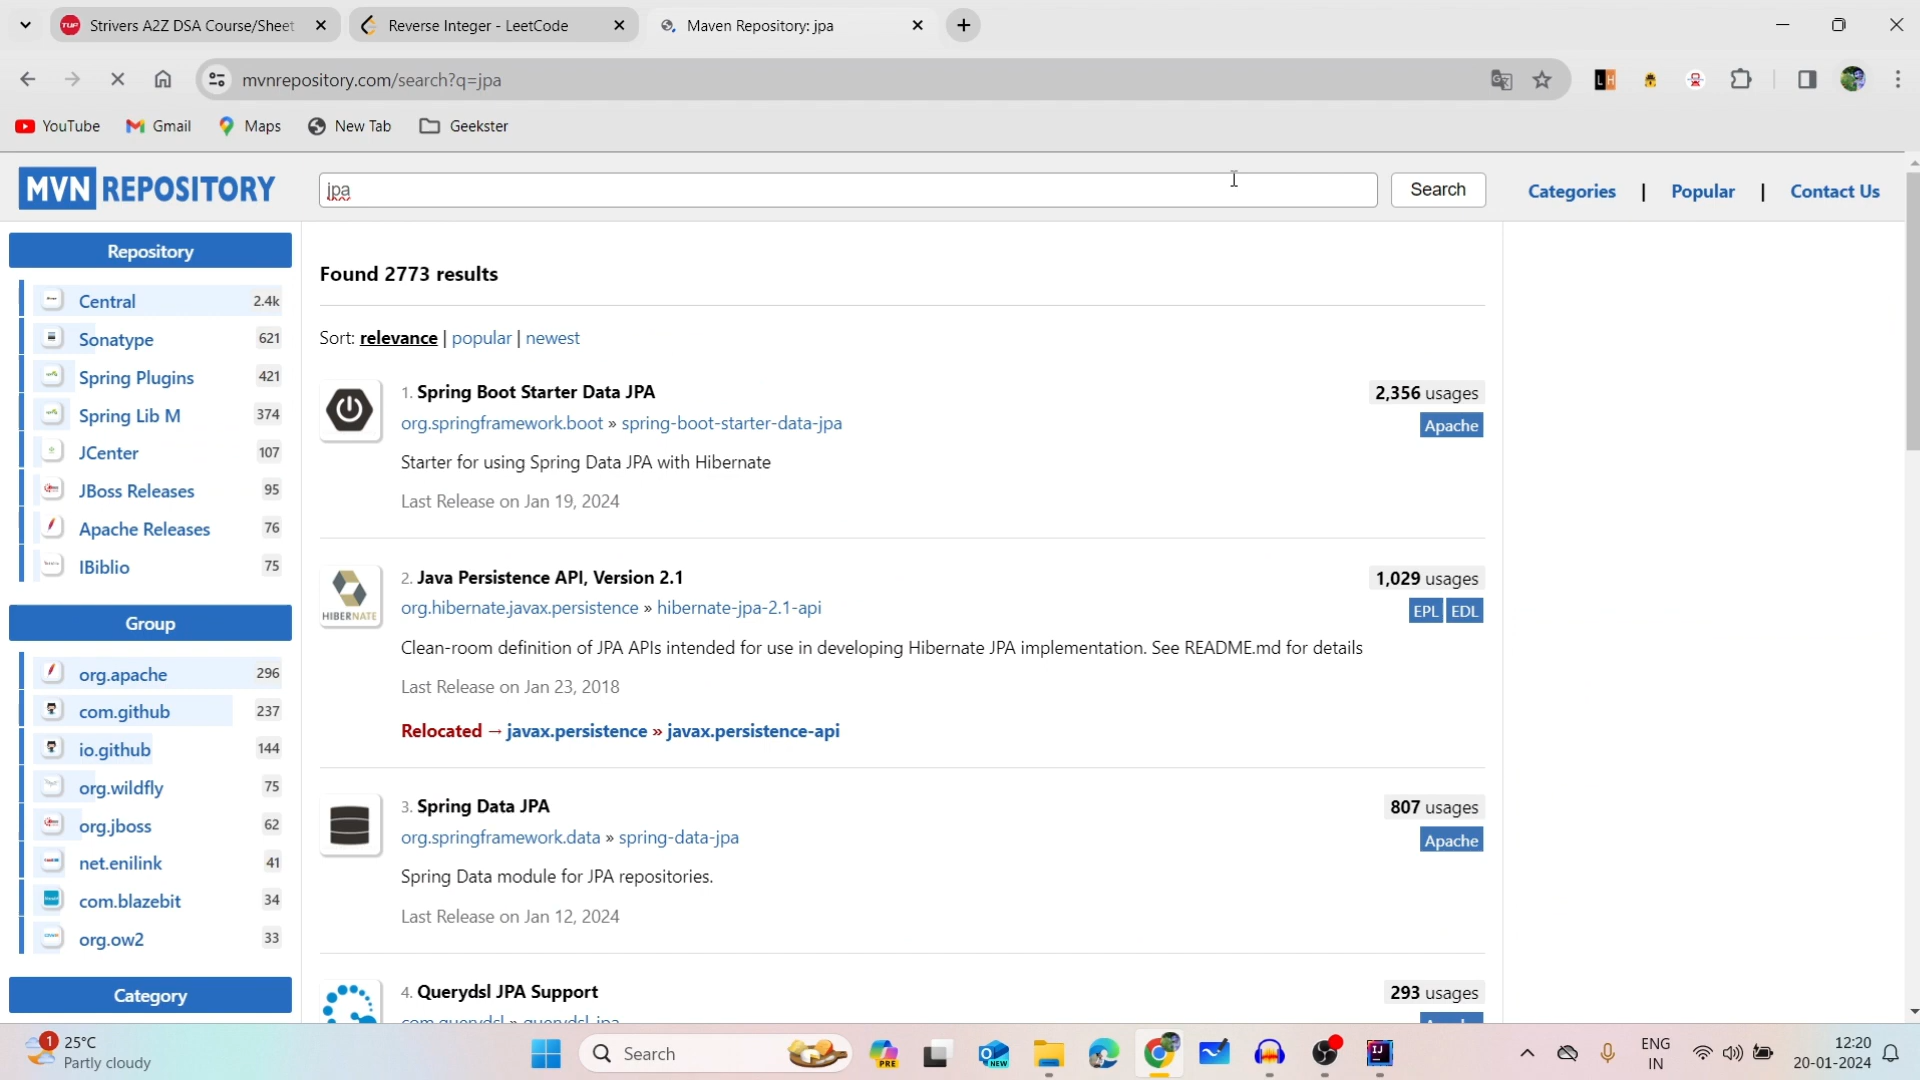 Strivers A2Z DSA Course/Sheet
Reverse Integer - LeetCode
Maven Repository: jpa
mvnrepository.com/search?q=jpa
YouTube
Gmail
Maps
New Tab
Geekster
MVN REPOSITORY
jpa
Search
Categories | Popular | Contact Us
Repository
Central 2.4k
Sonatype 621
Spring Plugins 421
Spring Lib M 374
JCenter 107
JBoss Releases 95
Apache Releases 76
IBiblio 75
Group
org.apache 296
com.github 237
io.github 144
org.wildfly 75
org.jboss 62
net.enilink 41
com.blazebit 34
org.ow2 33
Category
Found 2773 results
Sort: relevance | popular | newest
1. Spring Boot Starter Data JPA
2,356 usages
org.springframework.boot » spring-boot-starter-data-jpa
Apache
Starter for using Spring Data JPA with Hibernate
Last Release on Jan 19, 2024
HIBERNATE
2. Java Persistence API, Version 2.1
1,029 usages
org.hibernate.javax.persistence » hibernate-jpa-2.1-api
EPL EDL
Clean-room definition of JPA APIs intended for use in developing Hibernate JPA implementation. See README.md for details
Last Release on Jan 23, 2018
Relocated → javax.persistence » javax.persistence-api
3. Spring Data JPA
807 usages
org.springframework.data » spring-data-jpa
Apache
Spring Data module for JPA repositories.
Last Release on Jan 12, 2024
4. Querydsl JPA Support
293 usages
com.querydsl » querydsl-jpa
1
25°C
Partly cloudy
Search
PRE
NEW
ENG
IN
12:20
20-01-2024